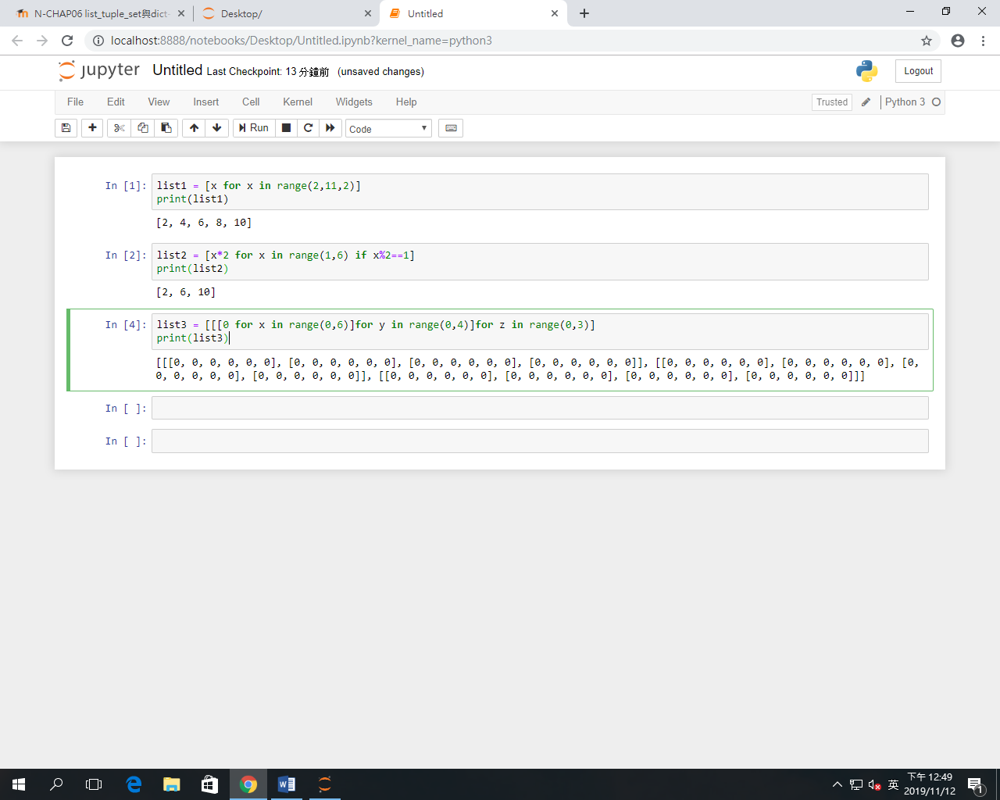 N-CHAP06 list_tuple_set與dict-
Desktop/
Untitled
localhost:8888/notebooks/Desktop/Untitled.ipynb?kernel_name=python3
jupyter Untitled Last Checkpoint: 13 分鐘前 (unsaved changes)
Logout
File Edit View Insert Cell Kernel Widgets Help
Trusted Python 3
Run Code
In [1]: list1 = [x for x in range(2,11,2)]
print(list1)
[2, 4, 6, 8, 10]
In [2]: list2 = [x*2 for x in range(1,6) if x%2==1]
print(list2)
[2, 6, 10]
In [4]: list3 = [[[0 for x in range(0,6)]for y in range(0,4)]for z in range(0,3)]
print(list3)
[[[0, 0, 0, 0, 0, 0], [0, 0, 0, 0, 0, 0], [0, 0, 0, 0, 0, 0], [0, 0, 0, 0, 0, 0]], [[0, 0, 0, 0, 0, 0], [0, 0, 0, 0, 0, 0], [0,
0, 0, 0, 0, 0], [0, 0, 0, 0, 0, 0]], [[0, 0, 0, 0, 0, 0], [0, 0, 0, 0, 0, 0], [0, 0, 0, 0, 0, 0], [0, 0, 0, 0, 0, 0]]]
In [ ]:
In [ ]:
英
下午 12:49
2019/11/12
1